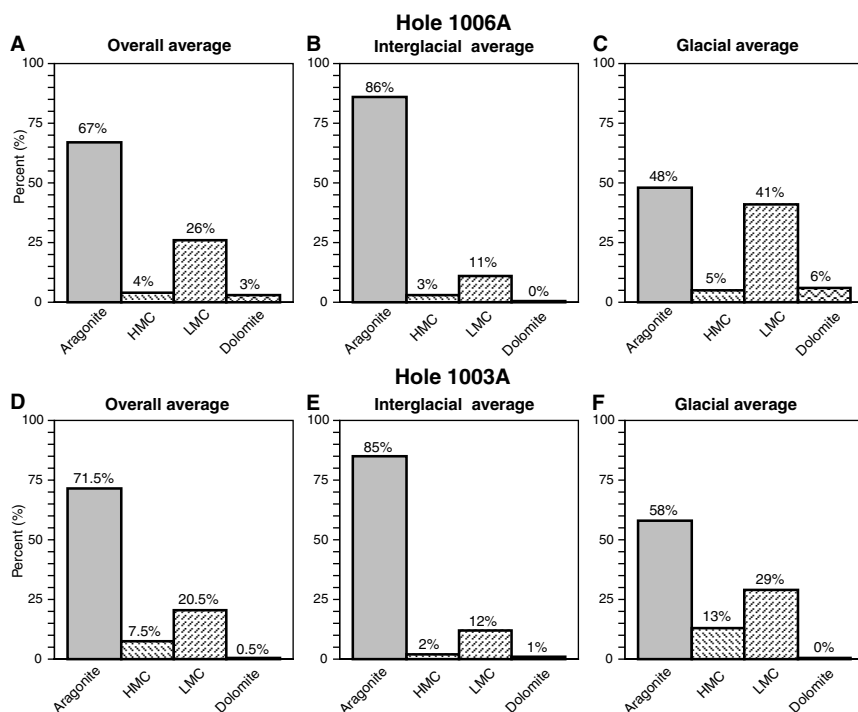 Hole 1006A
A Overall average
B Interglacial average
C Glacial average
Percent (%)
100
75
50
25
0
67%
4%
26%
3%
Aragonite
HMC
LMC
Dolomite
100
75
50
25
0
86%
3%
11%
0%
Aragonite
HMC
LMC
Dolomite
100
75
50
25
0
48%
5%
41%
6%
Aragonite
HMC
LMC
Dolomite
Hole 1003A
D Overall average
E Interglacial average
F Glacial average
Percent (%)
100
75
50
25
0
71.5%
7.5%
20.5%
0.5%
Aragonite
HMC
LMC
Dolomite
100
75
50
25
0
85%
2%
12%
1%
Aragonite
HMC
LMC
Dolomite
100
75
50
25
0
58%
13%
29%
0%
Aragonite
HMC
LMC
Dolomite